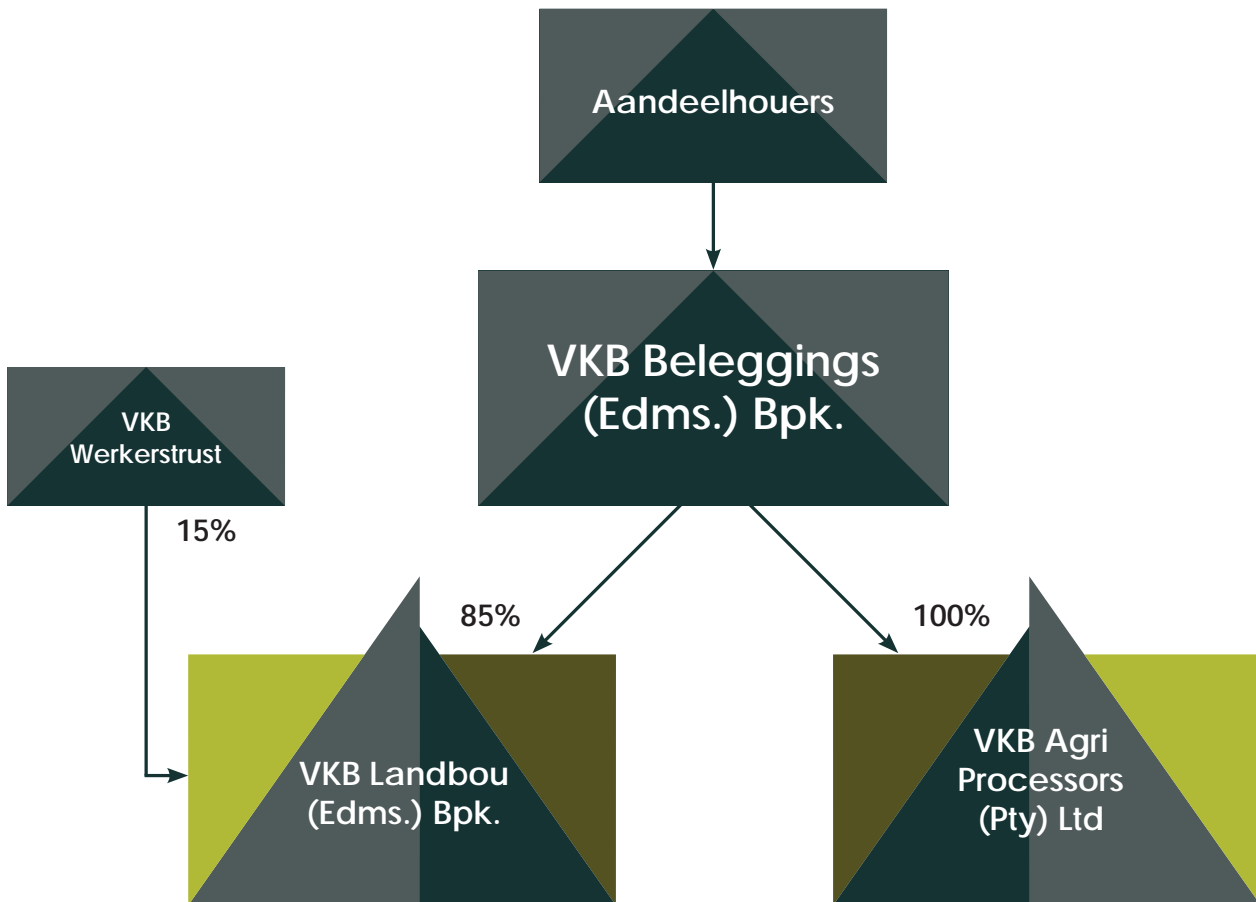 Aandeelhouers
VKB Beleggings
(Edms.) Bpk.
VKB
Werkerstrust
15%
85%
100%
VKB Landbou
(Edms.) Bpk.
VKB Agri
Processors
(Pty) Ltd